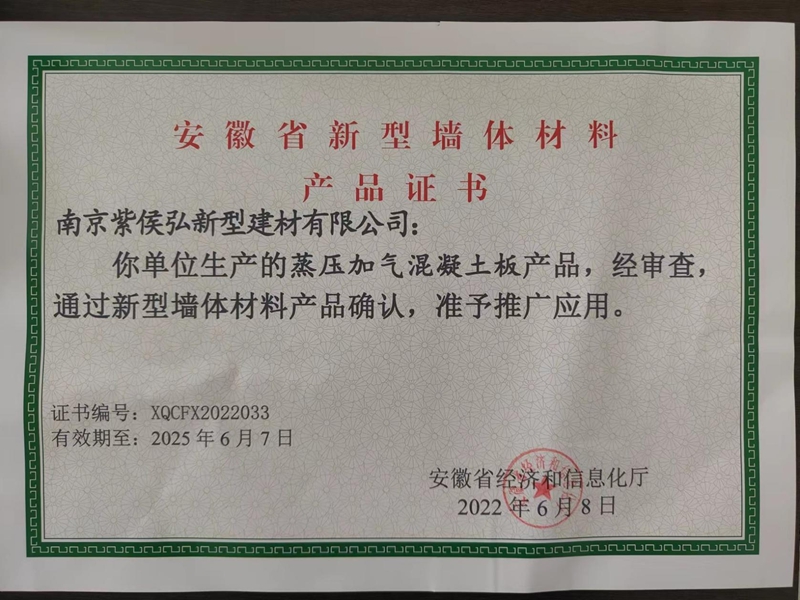 安徽省新型墙体材料
产品证书
南京紫侯弘新型建材有限公司：
你单位生产的蒸压加气混凝土板产品，经审查，
通过新型墙体材料产品确认，准予推广应用。
证书编号：XQCFX2022033
有效期至：2025年6月7日
安徽省经济和信息化厅
2022年6月8日